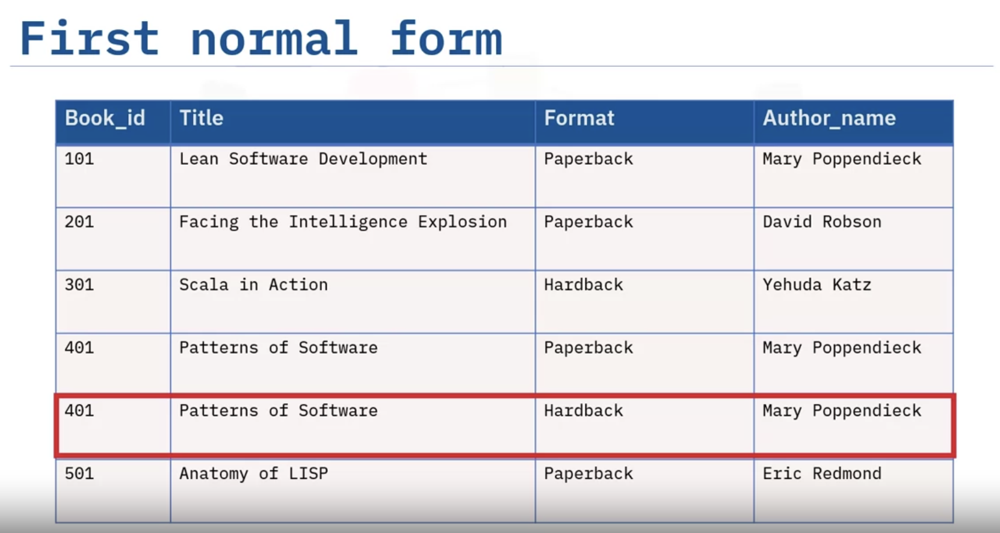 First normal form
Book_id Title Format Author_name
101 Lean Software Development Paperback Mary Poppendieck
201 Facing the Intelligence Explosion Paperback David Robson
301 Scala in Action Hardback Yehuda Katz
401 Patterns of Software Paperback Mary Poppendieck
401 Patterns of Software Hardback Mary Poppendieck
501 Anatomy of LISP Paperback Eric Redmond